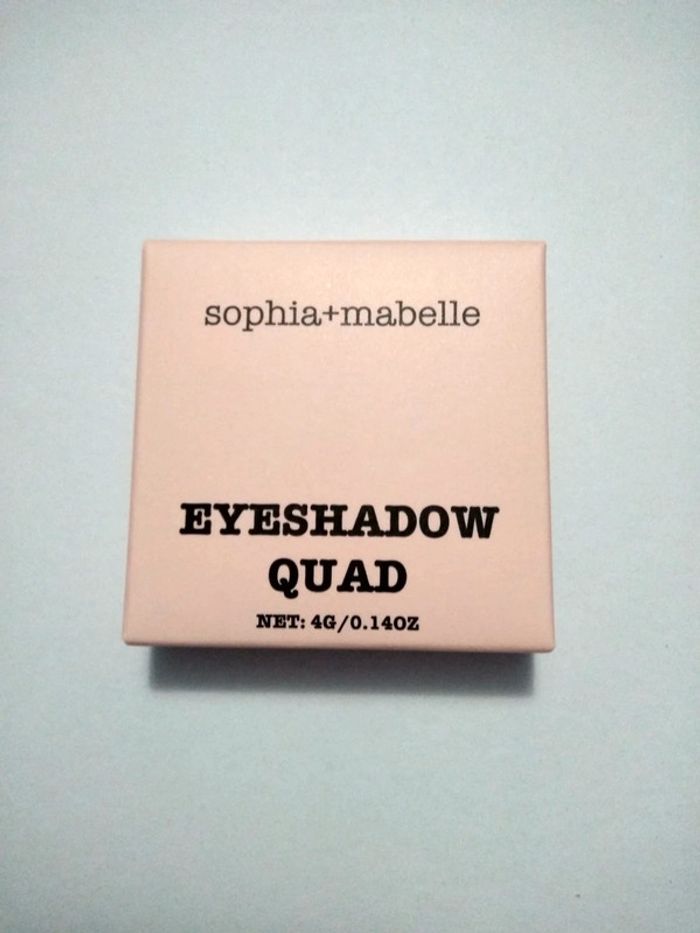 sophia+mabelle
EYESHADOW
QUAD
NET: 4G/0.14OZ